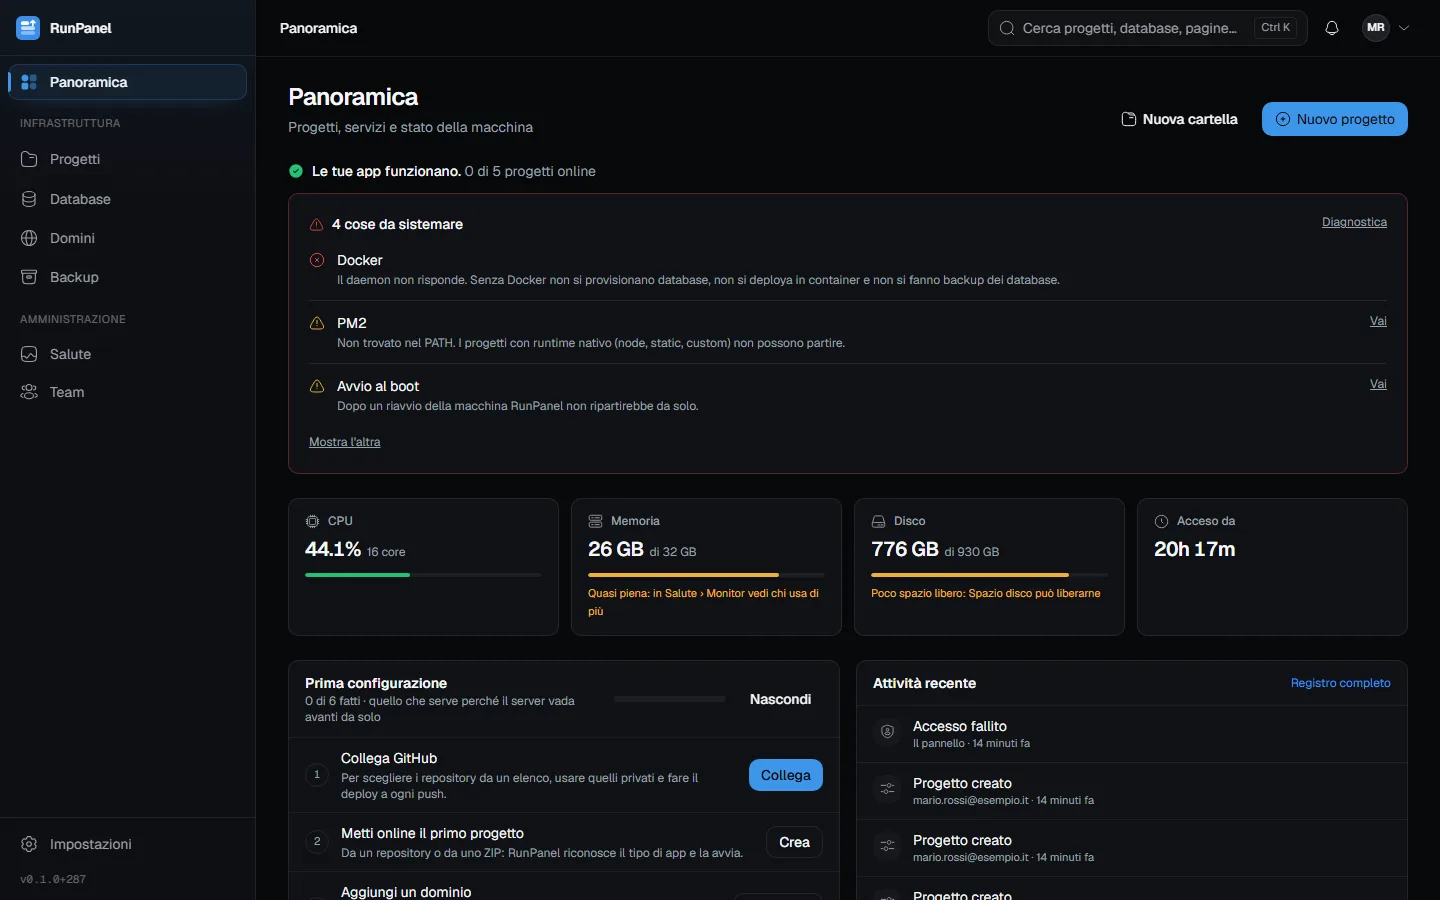 RunPanel
Panoramica
Cerca progetti, database, pagine...
Ctrl K
MR
Panoramica
INFRASTRUTTURA
Progetti
Database
Domini
Backup
AMMINISTRAZIONE
Salute
Team
Impostazioni
v0.1.0+287
Panoramica
Progetti, servizi e stato della macchina
Nuova cartella
Nuovo progetto
Le tue app funzionano. 0 di 5 progetti online
4 cose da sistemare
Diagnostica
Docker
Il daemon non risponde. Senza Docker non si provisionano database, non si deploya in container e non si fanno backup dei database.
PM2
Vai
Non trovato nel PATH. I progetti con runtime nativo (node, static, custom) non possono partire.
Avvio al boot
Vai
Dopo un riavvio della macchina RunPanel non ripartirebbe da solo.
Mostra l'altra
CPU
44.1% 16 core
Memoria
26 GB di 32 GB
Quasi piena: in Salute › Monitor vedi chi usa di
più
Disco
776 GB di 930 GB
Poco spazio libero: Spazio disco può liberarne
Acceso da
20h 17m
Prima configurazione
0 di 6 fatti · quello che serve perché il server vada
avanti da solo
Nascondi
1
Collega GitHub
Per scegliere i repository da un elenco, usare quelli privati e fare il
deploy a ogni push.
Collega
2
Metti online il primo progetto
Da un repository o da uno ZIP: RunPanel riconosce il tipo di app e la avvia.
Crea
Aggiungi un dominio
Attività recente
Registro completo
Accesso fallito
Il pannello · 14 minuti fa
Progetto creato
mario.rossi@esempio.it · 14 minuti fa
Progetto creato
mario.rossi@esempio.it · 14 minuti fa
Progetto creato